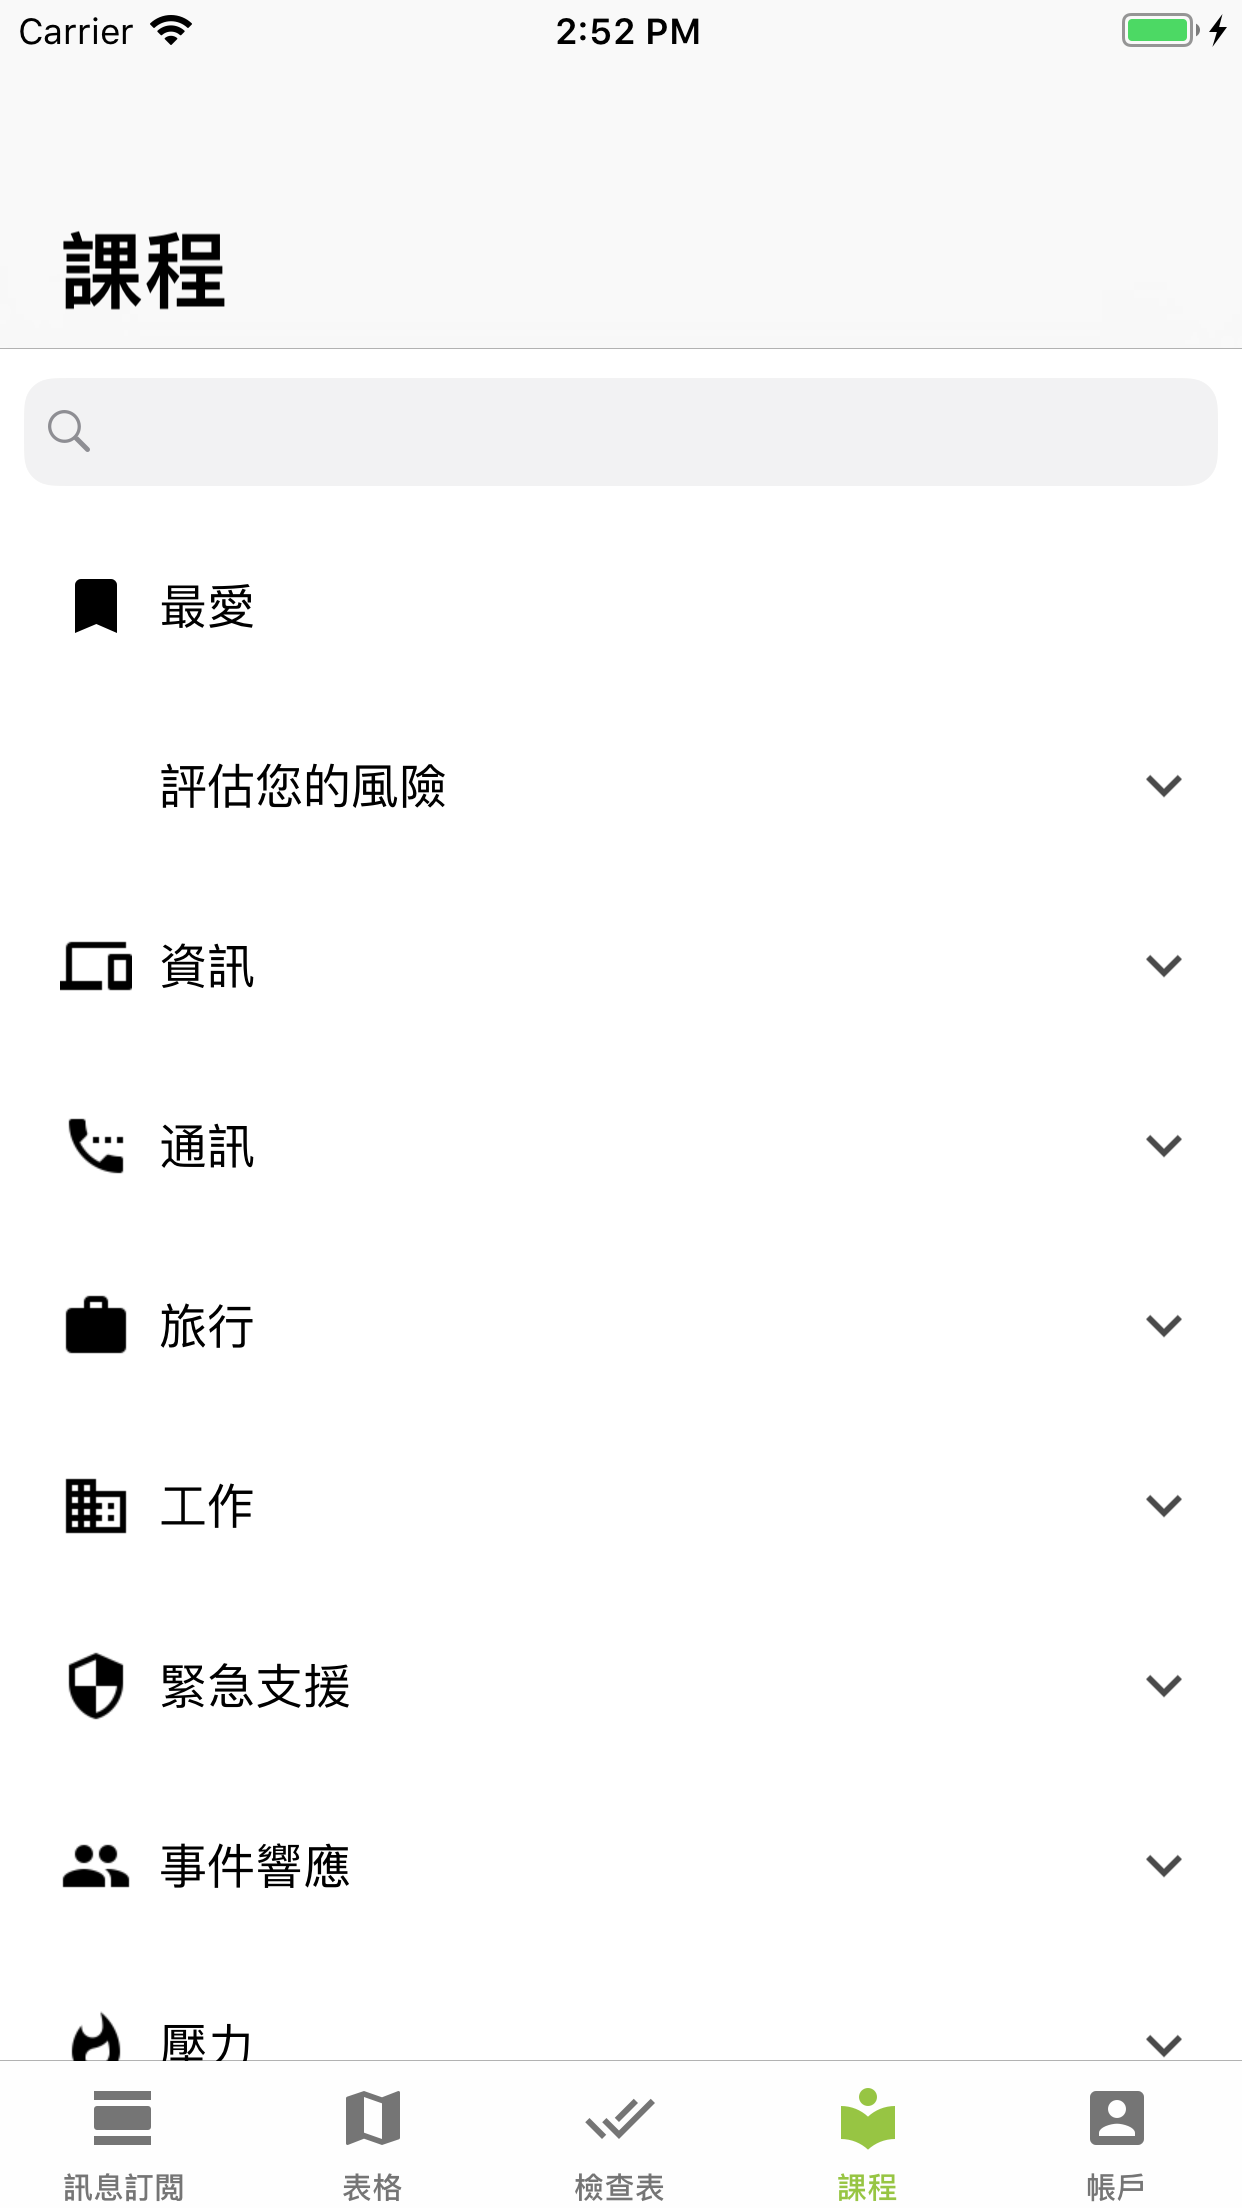 Carrier 2:52 PM
課程
最愛
評估您的風險
資訊
通訊
旅行
工作
緊急支援
事件響應
壓力
訊息訂閱 表格 檢查表 課程 帳戶